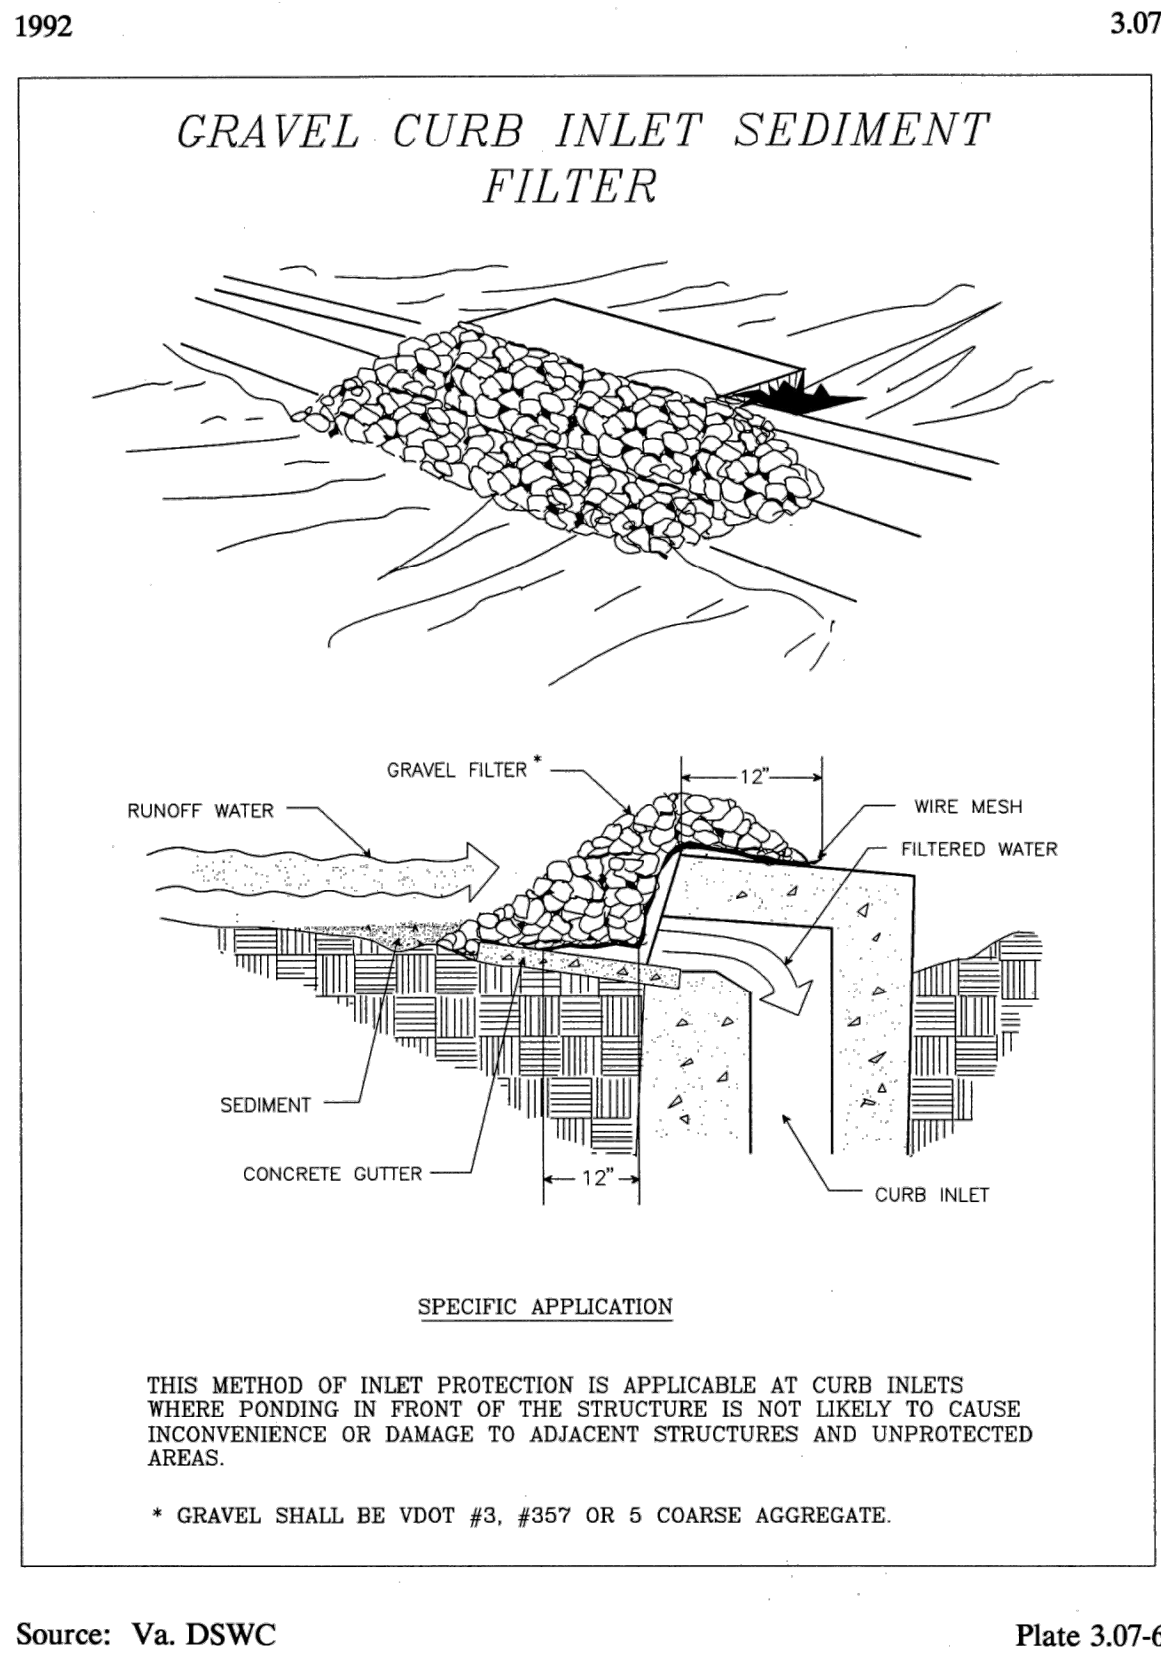 1992
3.07
GRAVEL CURB INLET SEDIMENT
FILTER
GRAVEL FILTER*
12"
RUNOFF WATER
WIRE MESH
FILTERED WATER
SEDIMENT
CONCRETE GUTTER
12"
CURB INLET
SPECIFIC APPLICATION
THIS METHOD OF INLET PROTECTION IS APPLICABLE AT CURB INLETS
WHERE PONDING IN FRONT OF THE STRUCTURE IS NOT LIKELY TO CAUSE
INCONVENIENCE OR DAMAGE TO ADJACENT STRUCTURES AND UNPROTECTED
AREAS.
* GRAVEL SHALL BE VDOT #3, #357 OR 5 COARSE AGGREGATE.
Source: Va. DSWC
Plate 3.07-6